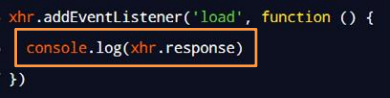 xhr.addEventListener('load', function () {
console.log(xhr.response)
})